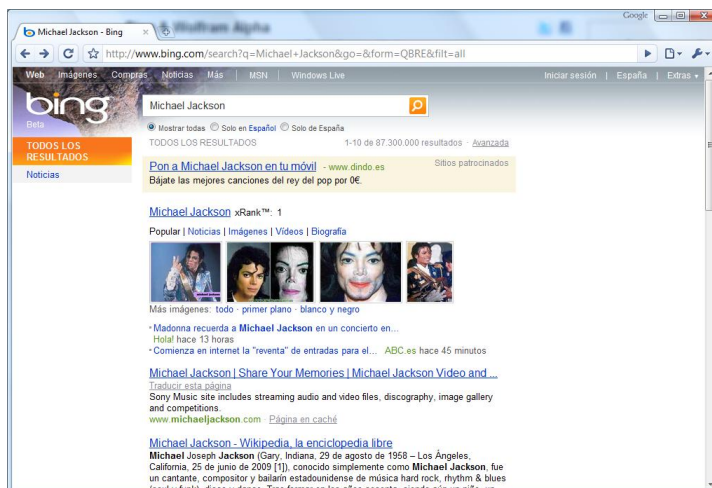 Google
Michael Jackson - Bing
http://www.bing.com/search?q=Michael+Jackson&go=&form=QBRE&filt=all
Web Imágenes Compras Noticias Más | MSN | Windows Live
Iniciar sesión | España | Extras
bing
Beta
Michael Jackson
Mostrar todas Solo en Español Solo de España
TODOS LOS RESULTADOS
Noticias
TODOS LOS RESULTADOS 1-10 de 87.300.000 resultados · Avanzada
Pon a Michael Jackson en tu móvil - www.dindo.es Sitios patrocinados
Bájate las mejores canciones del rey del pop por 0€.
Michael Jackson xRank™: 1
Popular | Noticias | Imágenes | Vídeos | Biografía
Más imágenes: todo · primer plano · blanco y negro
Madonna recuerda a Michael Jackson en un concierto en...
Hola! hace 13 horas
Comienza en internet la "reventa" de entradas para el... ABC.es hace 45 minutos
Michael Jackson | Share Your Memories | Michael Jackson Video and ...
Traducir esta página
Sony Music site includes streaming audio and video files, discography, image gallery
and competitions.
www.michaeljackson.com · Página en caché
Michael Jackson - Wikipedia, la enciclopedia libre
Michael Joseph Jackson (Gary, Indiana, 29 de agosto de 1958 – Los Ángeles,
California, 25 de junio de 2009 [1]), conocido simplemente como Michael Jackson, fue
un cantante, compositor y bailarín estadounidense de música hard rock, rhythm & blues